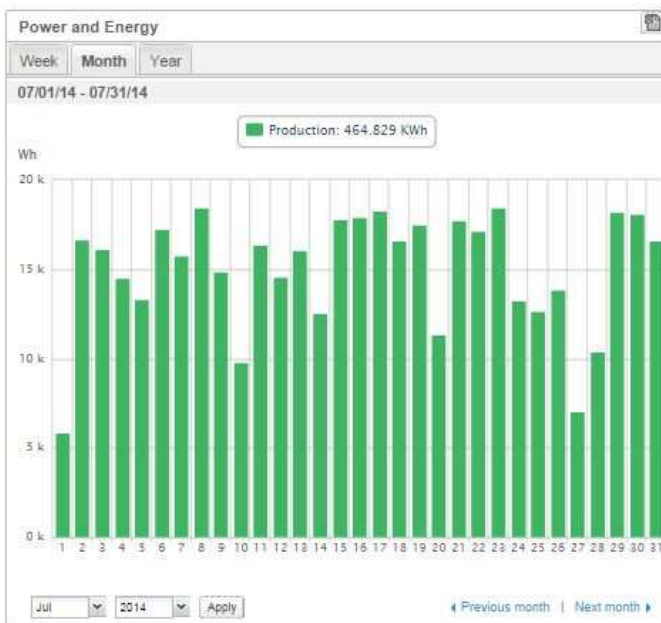 Power and Energy
Week Month Year
07/01/14 - 07/31/14
Production: 464.829 KWh
Wh
20 k
15 k
10 k
5 k
0 k
1 2 3 4 5 6 7 8 9 10 11 12 13 14 15 16 17 18 19 20 21 22 23 24 25 26 27 28 29 30 31
Jul 2014 Apply Previous month | Next month